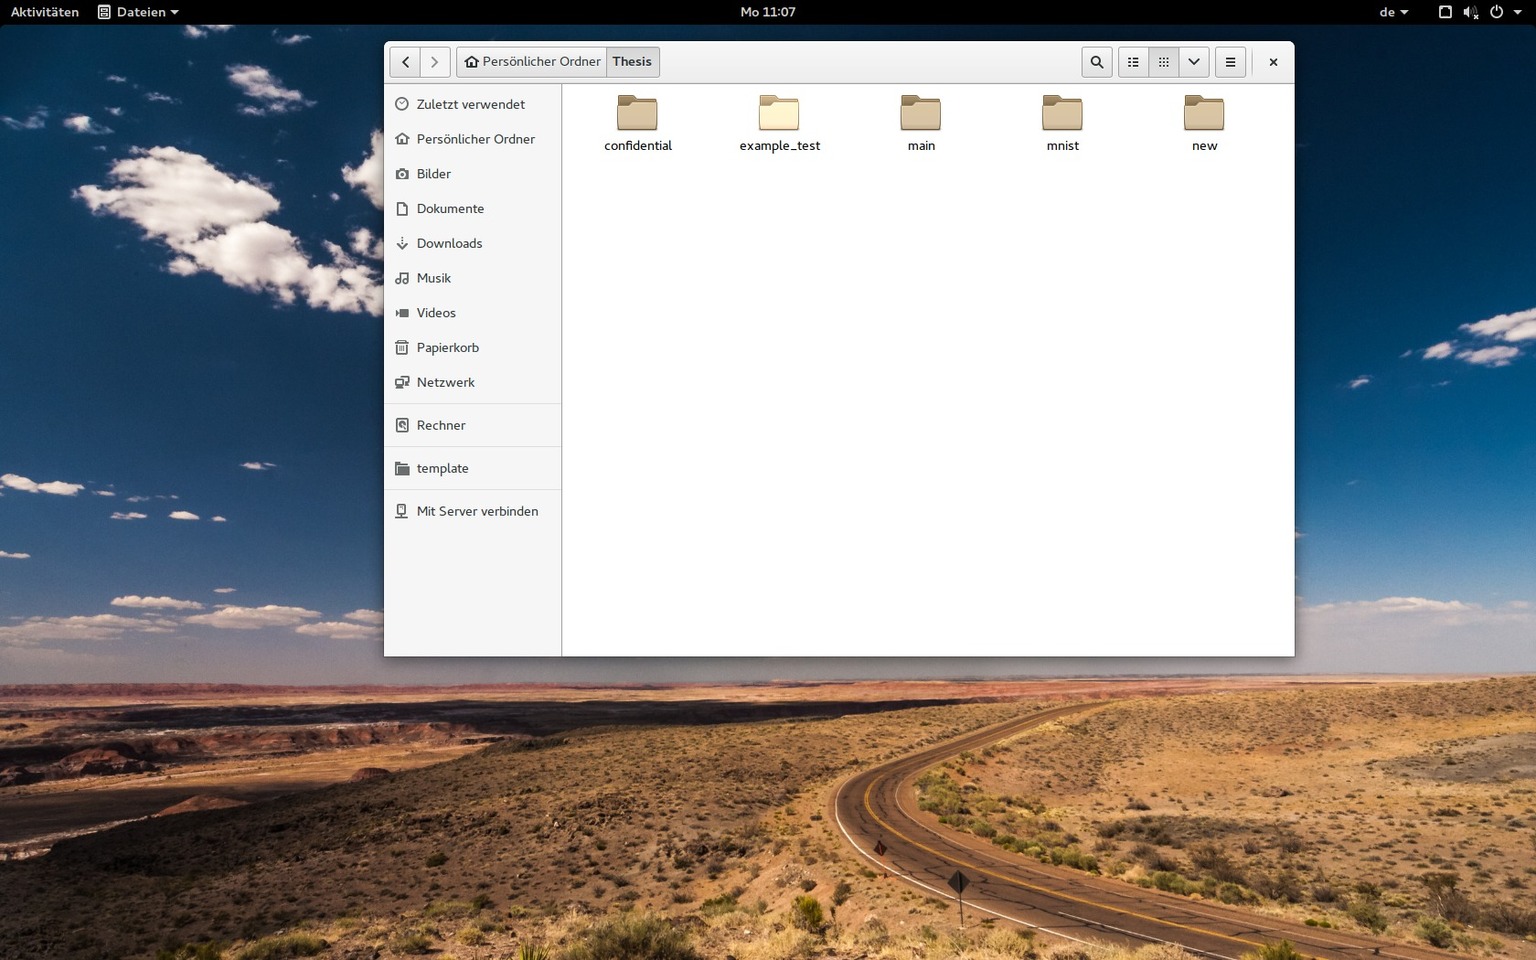 Aktivitäten Dateien Mo 11:07 de
Persönlicher Ordner Thesis
Zuletzt verwendet
Persönlicher Ordner
Bilder
Dokumente
Downloads
Musik
Videos
Papierkorb
Netzwerk
Rechner
template
Mit Server verbinden
confidential example_test main mnist new